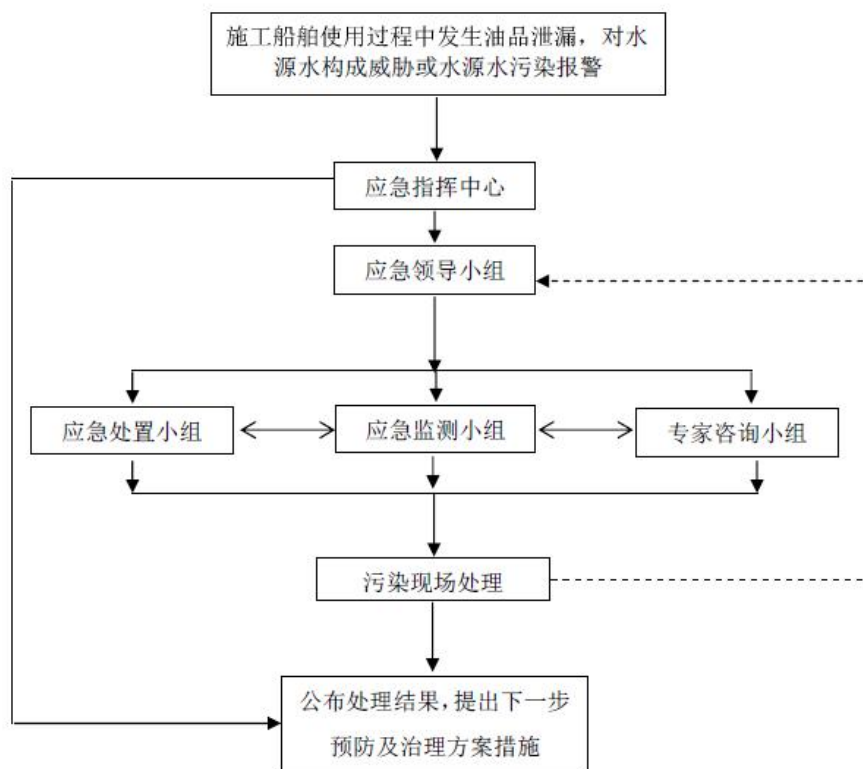 施工船舶使用过程中发生油品泄漏，对水
源水构成威胁或水源水污染报警
应急指挥中心
应急领导小组
应急处置小组
应急监测小组
专家咨询小组
污染现场处理
公布处理结果，提出下一步
预防及治理方案措施